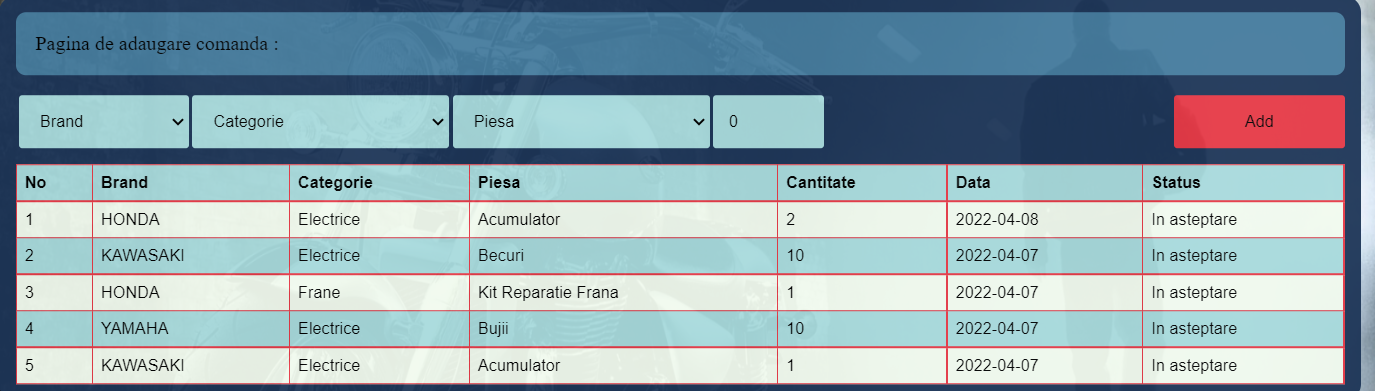 Pagina de adaugare comanda :
Brand Categorie Piesa 0 Add
No Brand Categorie Piesa Cantitate Data Status
1 HONDA Electrice Acumulator 2 2022-04-08 In asteptare
2 KAWASAKI Electrice Becuri 10 2022-04-07 In asteptare
3 HONDA Frane Kit Reparatie Frana 1 2022-04-07 In asteptare
4 YAMAHA Electrice Bujii 10 2022-04-07 In asteptare
5 KAWASAKI Electrice Acumulator 1 2022-04-07 In asteptare